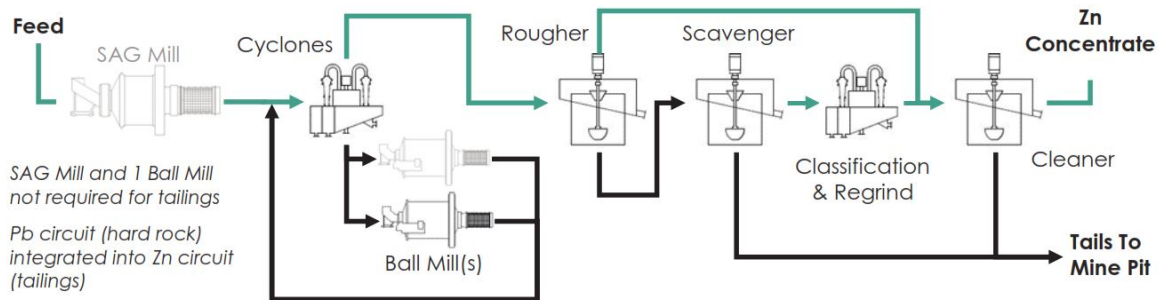 Feed
SAG Mill
Cyclones
Rougher
Scavenger
Zn
Concentrate
SAG Mill and 1 Ball Mill
not required for tailings
Pb circuit (hard rock)
integrated into Zn circuit
(tailings)
Ball Mill(s)
Classification
& Regrind
Cleaner
Tails To
Mine Pit